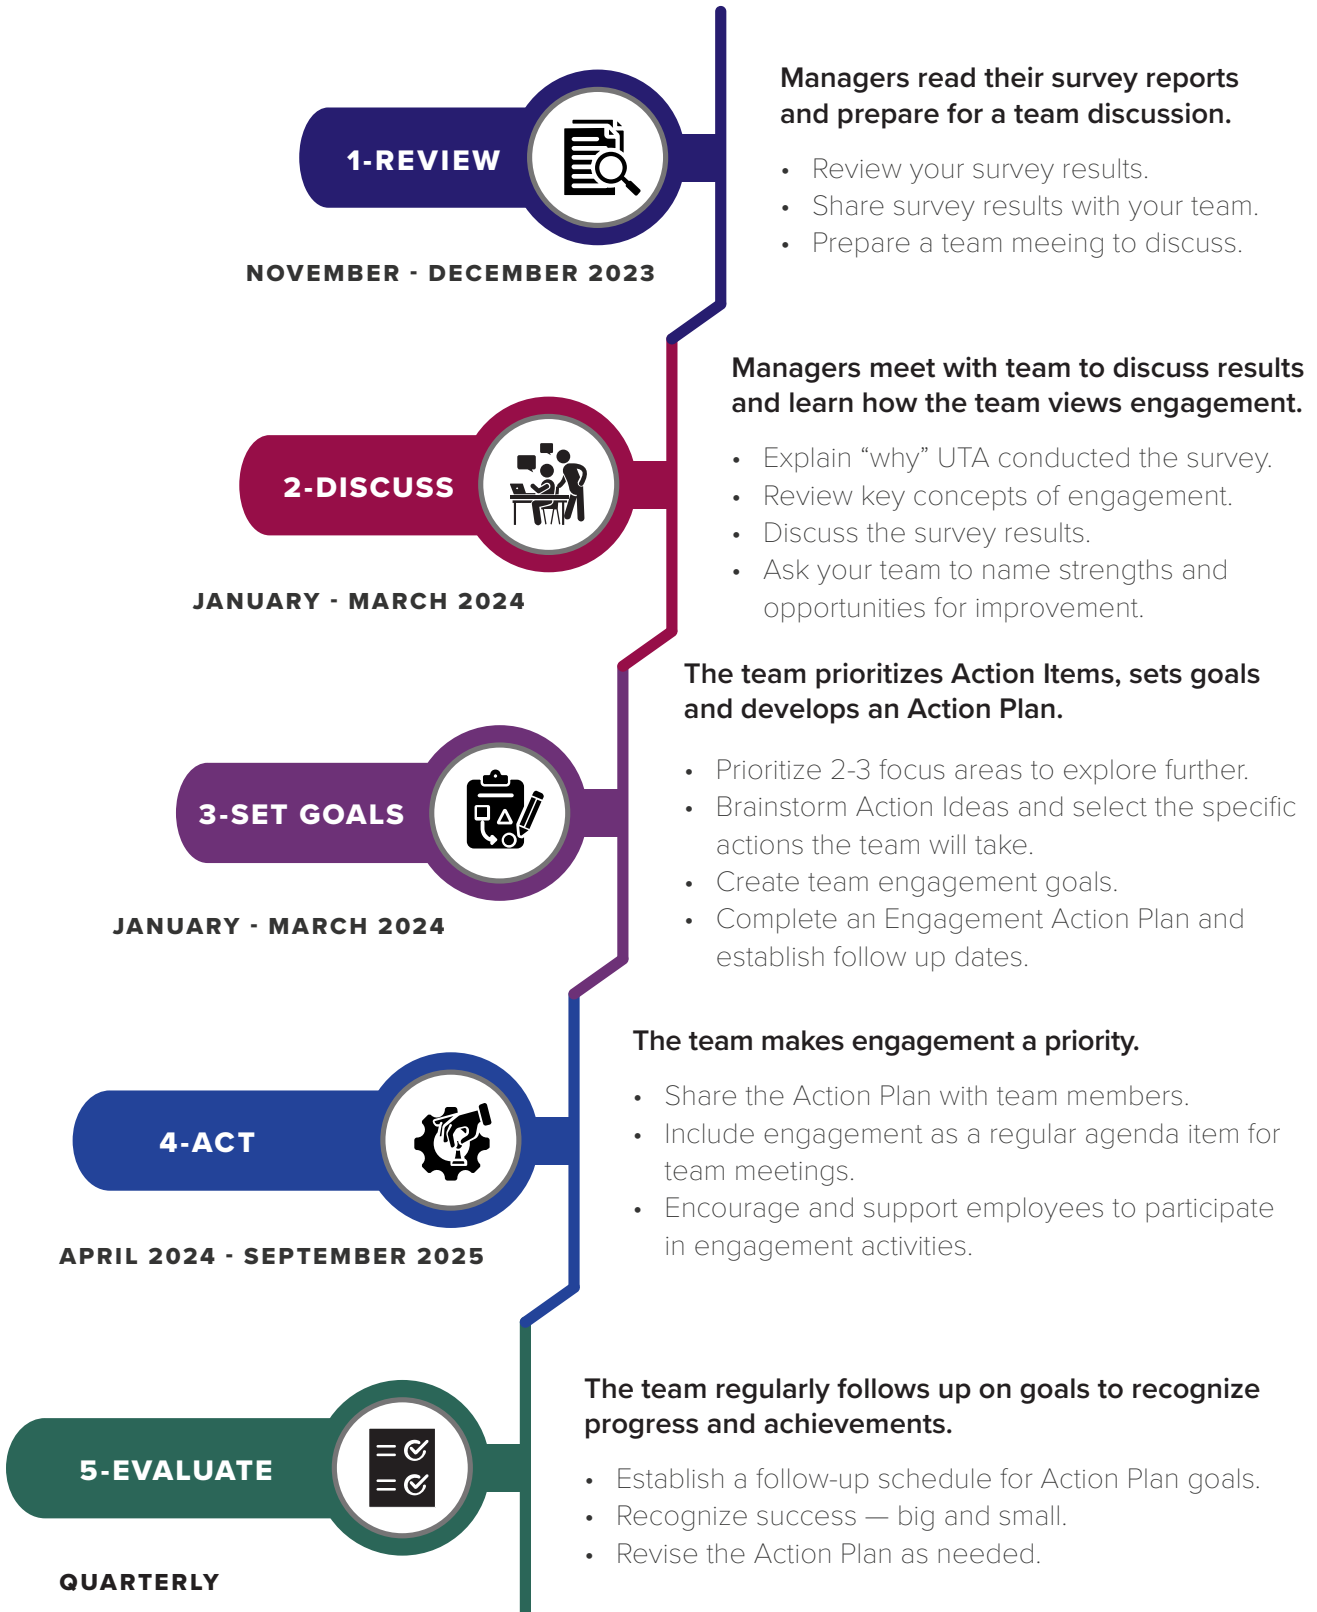 1-REVIEW
NOVEMBER - DECEMBER 2023
Managers read their survey reports
and prepare for a team discussion.
• Review your survey results.
• Share survey results with your team.
• Prepare a team meeing to discuss.
2-DISCUSS
JANUARY - MARCH 2024
Managers meet with team to discuss results
and learn how the team views engagement.
• Explain “why” UTA conducted the survey.
• Review key concepts of engagement.
• Discuss the survey results.
• Ask your team to name strengths and
opportunities for improvement.
3-SET GOALS
JANUARY - MARCH 2024
The team prioritizes Action Items, sets goals
and develops an Action Plan.
• Prioritize 2-3 focus areas to explore further.
• Brainstorm Action Ideas and select the specific
actions the team will take.
• Create team engagement goals.
• Complete an Engagement Action Plan and
establish follow up dates.
4-ACT
APRIL 2024 - SEPTEMBER 2025
The team makes engagement a priority.
• Share the Action Plan with team members.
• Include engagement as a regular agenda item for
team meetings.
• Encourage and support employees to participate
in engagement activities.
5-EVALUATE
QUARTERLY
The team regularly follows up on goals to recognize
progress and achievements.
• Establish a follow-up schedule for Action Plan goals.
• Recognize success — big and small.
• Revise the Action Plan as needed.